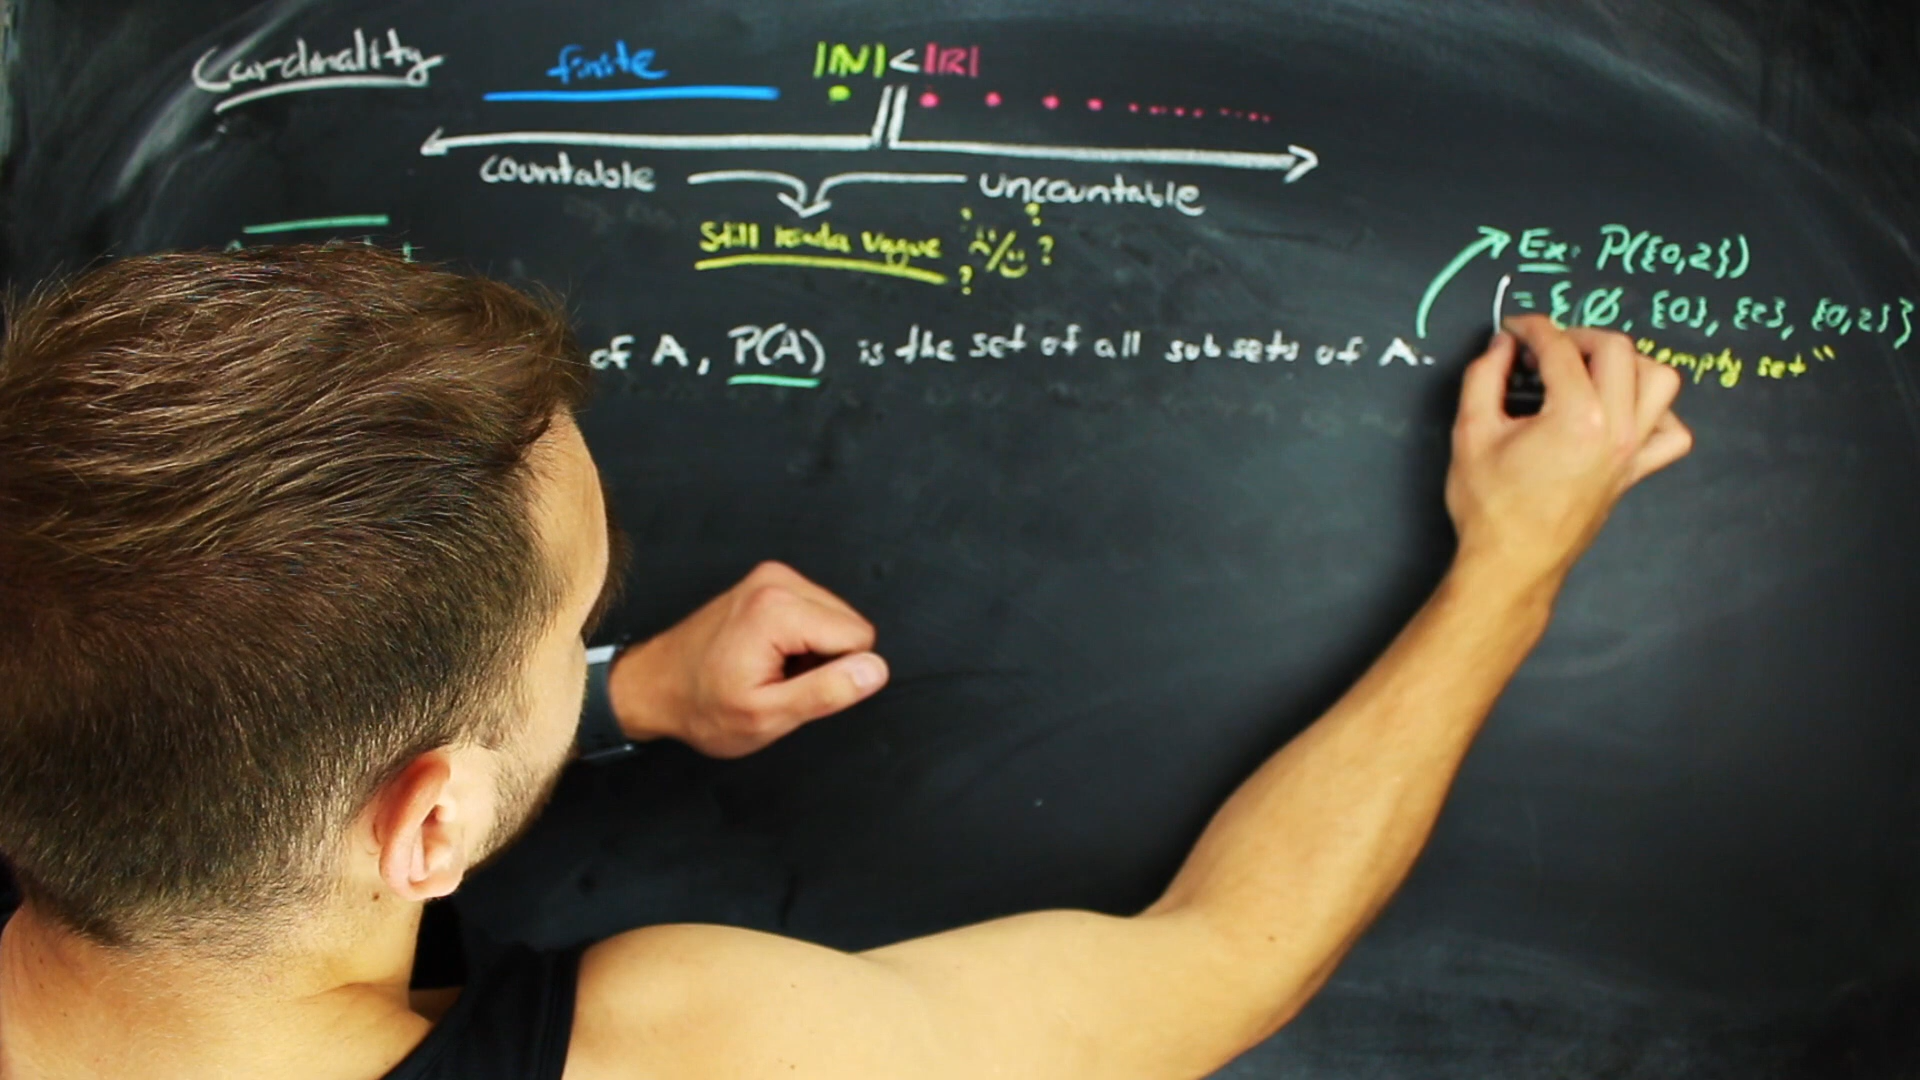 Cardinality
finite
|ℕ| < |ℝ|
countable
uncountable
Still kinda vague
? ? ? ?
of A, P(A) is the set of all subsets of A.
Ex: P({0,2})
= {∅, {0}, {2}, {0,2}}
"empty set"